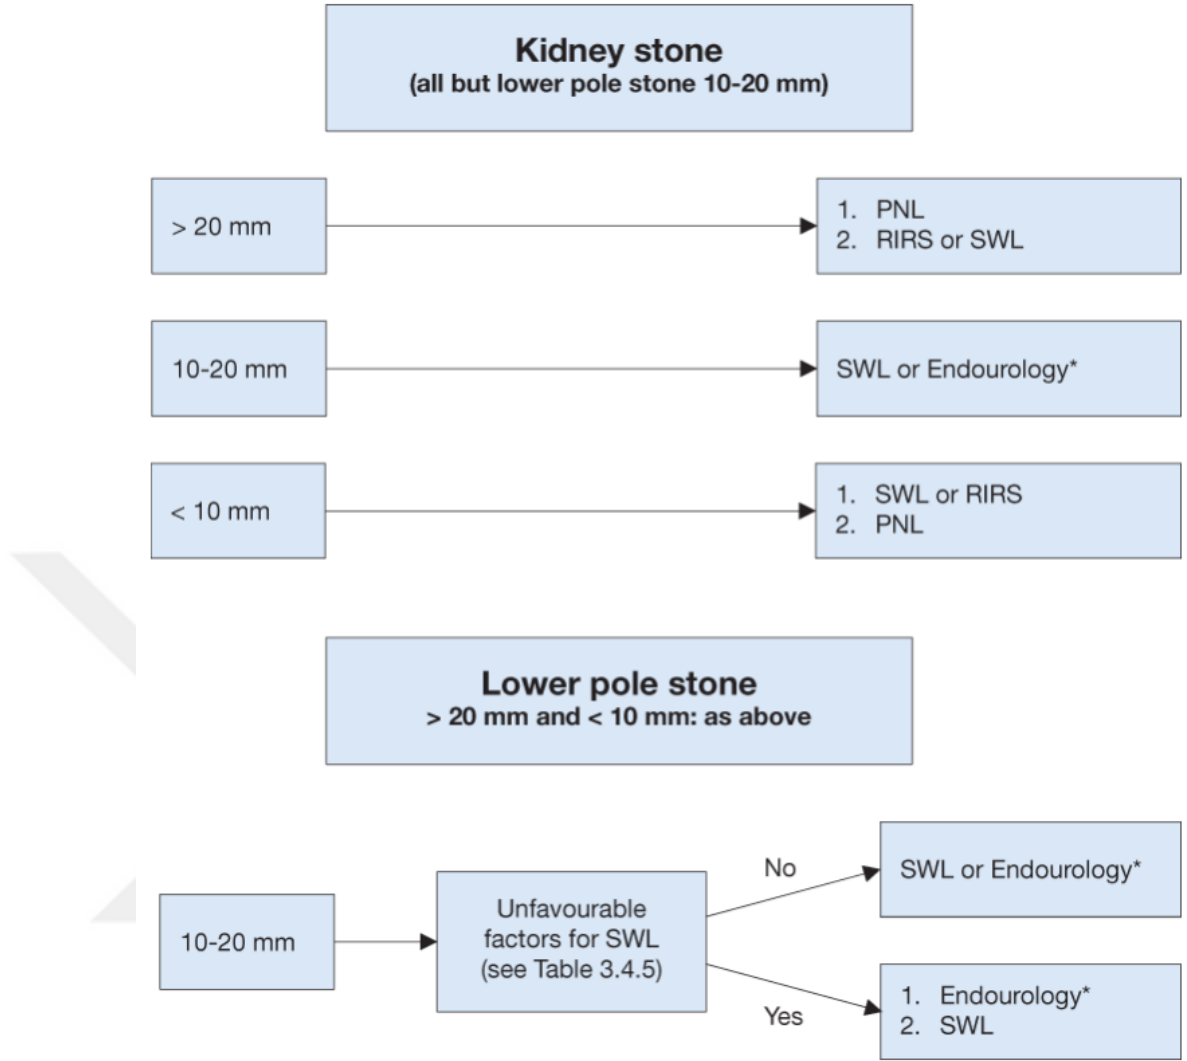 Kidney stone
(all but lower pole stone 10-20 mm)
> 20 mm
1. PNL
2. RIRS or SWL
10-20 mm
SWL or Endourology*
< 10 mm
1. SWL or RIRS
2. PNL
Lower pole stone
> 20 mm and < 10 mm: as above
10-20 mm
Unfavourable
factors for SWL
(see Table 3.4.5)
No
SWL or Endourology*
Yes
1. Endourology*
2. SWL